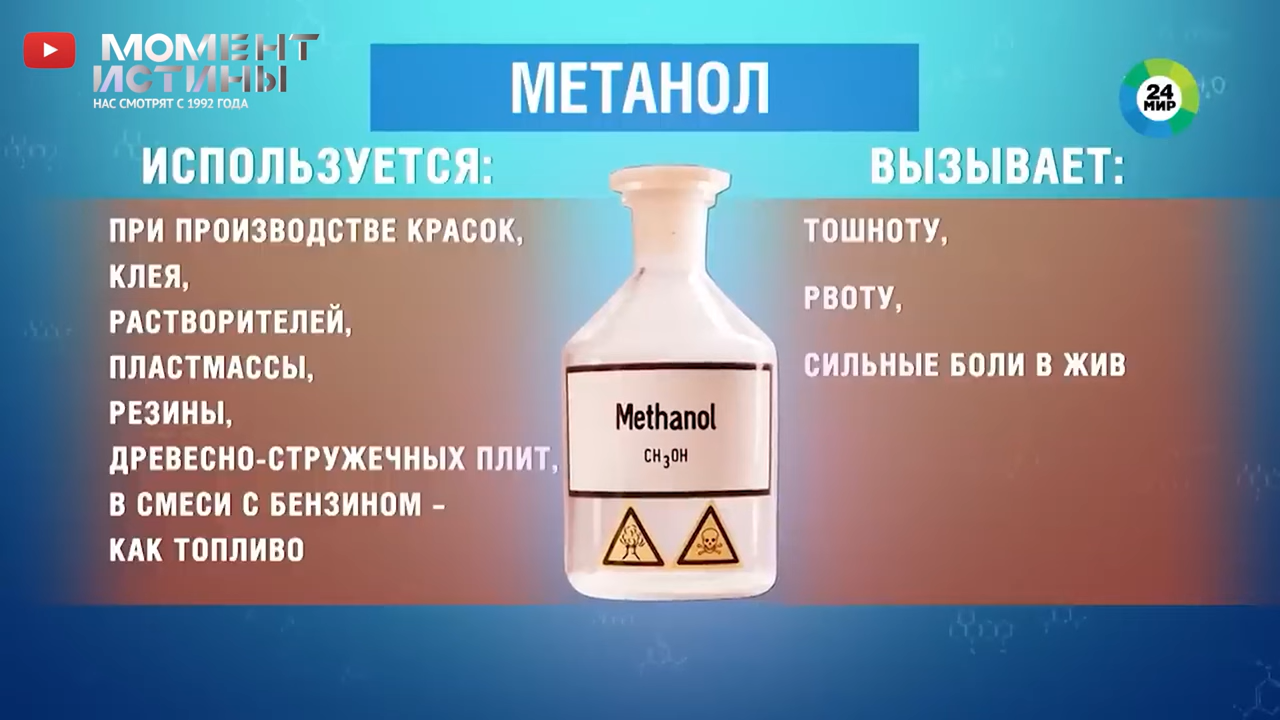 МОМЕНТ
ИСТИНЫ
НАС СМОТРЯТ С 1992 ГОДА
МЕТАНОЛ
24
МИР
ИСПОЛЬЗУЕТСЯ:
ПРИ ПРОИЗВОДСТВЕ КРАСОК,
КЛЕЯ,
РАСТВОРИТЕЛЕЙ,
ПЛАСТМАССЫ,
РЕЗИНЫ,
ДРЕВЕСНО-СТРУЖЕЧНЫХ ПЛИТ,
В СМЕСИ С БЕНЗИНОМ –
КАК ТОПЛИВО
Methanol
CH3OH
ВЫЗЫВАЕТ:
ТОШНОТУ,
РВОТУ,
СИЛЬНЫЕ БОЛИ В ЖИВ